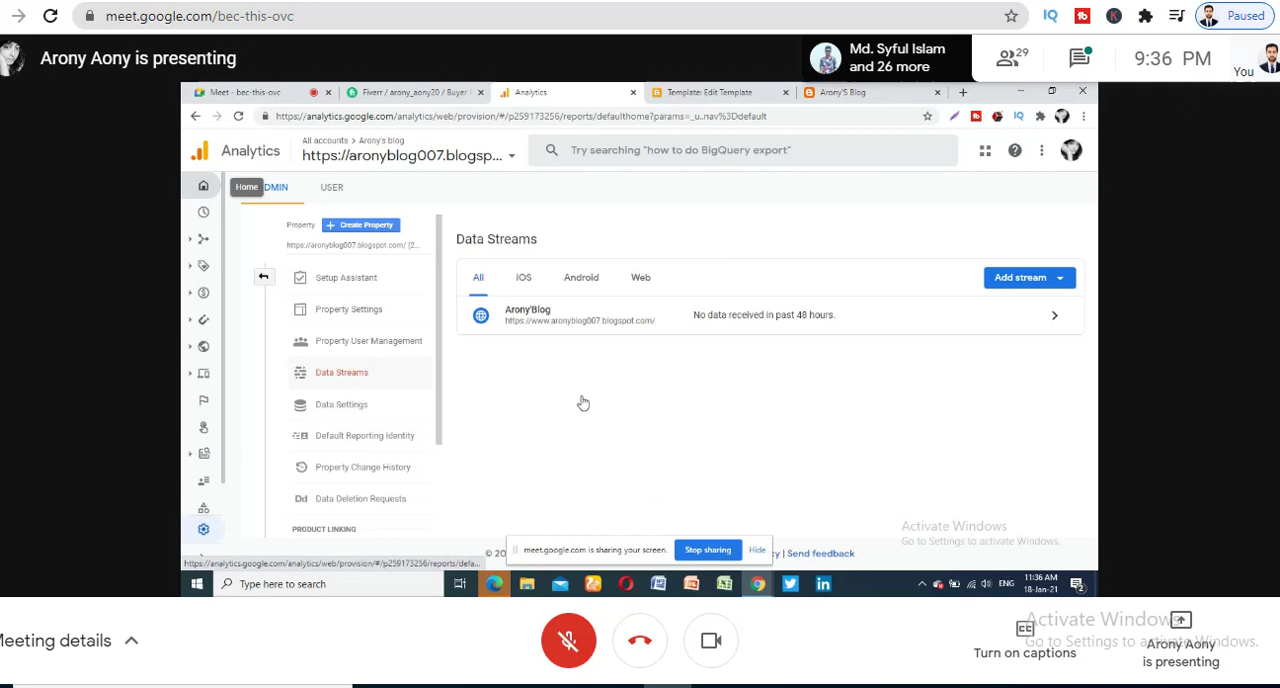 meet.google.com/bec-this-ovc
Paused
Arony Aony is presenting
Md. Syful Islam
and 26 more
29
9:36 PM
You
Meet - bec-this-ovc
Fiverr / arony_aony20 / Buyer
Analytics
Template: Edit Template
Arony'S Blog
https://analytics.google.com/analytics/web/provision/#/p259173256/reports/defaulthome?params=_u..nav%3Ddefault
Analytics
All accounts > Arony's blog
https://aronyblog007.blogsp...
Try searching "how to do BigQuery export"
Home
DMIN
USER
Property
Create Property
https://aronyblog007.blogspot.com/ (2...
Setup Assistant
Property Settings
Property User Management
Data Streams
Data Settings
Default Reporting Identity
Property Change History
Dd Data Deletion Requests
PRODUCT LINKING
Data Streams
All
iOS
Android
Web
Add stream
Arony'Blog
https://www.aronyblog007.blogspot.com/
No data received in past 48 hours.
Activate Windows
Go to Settings to activate Windows.
meet.google.com is sharing your screen.
Stop sharing
Hide
© 20
cy | Send feedback
https://analytics.google.com/analytics/web/provision/#/p259173256/reports/defa...
Type here to search
ENG
11:36 AM
18-Jan-21
2
Meeting details
Turn on captions
Arony Aony
is presenting
Activate Windows
Go to Settings to activate Windows.